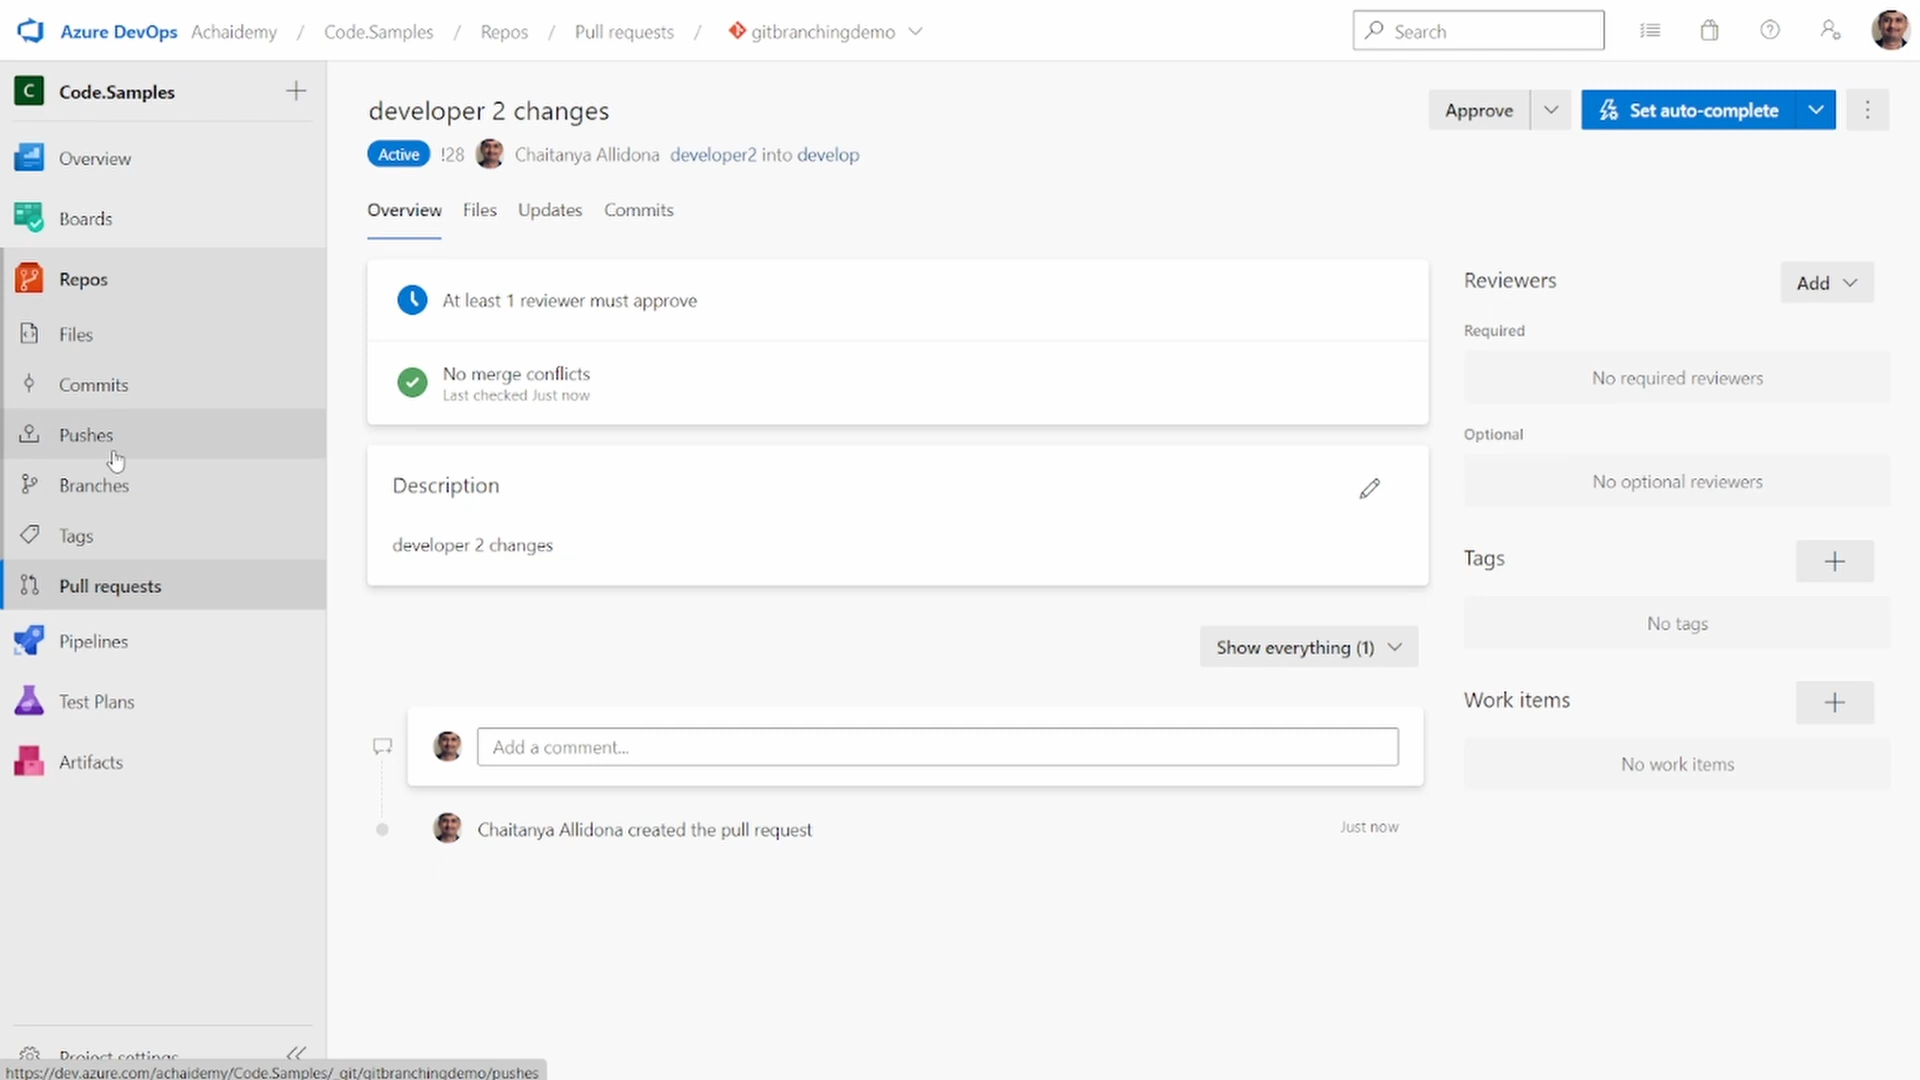 Azure DevOps Achaidemy / Code.Samples / Repos / Pull requests / gitbranchingdemo
Search
C Code.Samples
Overview
Boards
Repos
Files
Commits
Pushes
Branches
Tags
Pull requests
Pipelines
Test Plans
Artifacts
Project settings
https://dev.azure.com/achaidemy/Code.Samples/_git/gitbranchingdemo/pushes
developer 2 changes
Approve
Set auto-complete
Active !28 Chaitanya Allidona developer2 into develop
Overview Files Updates Commits
At least 1 reviewer must approve
No merge conflicts
Last checked Just now
Description
developer 2 changes
Show everything (1)
Add a comment...
Chaitanya Allidona created the pull request
Just now
Reviewers
Add
Required
No required reviewers
Optional
No optional reviewers
Tags
No tags
Work items
No work items